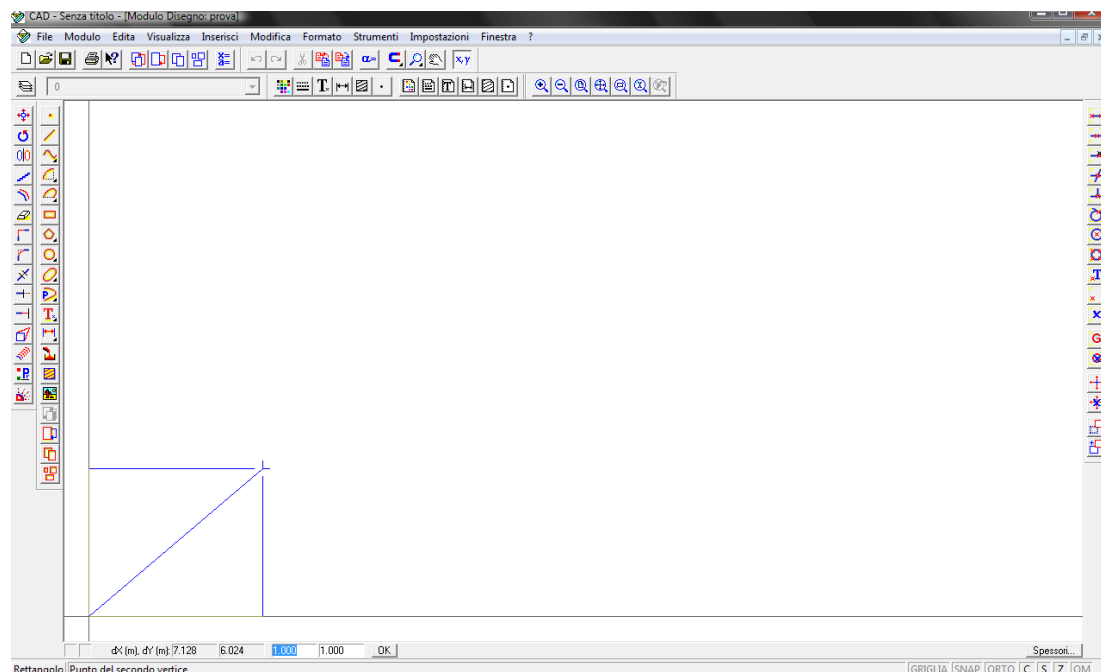 CAD - Senza titolo - [Modulo Disegno: prova]
File Modulo Edita Visualizza Inserisci Modifica Formato Strumenti Impostazioni Finestra ?
α= x,y
0 T
T
P
T
P
T
G
dX (m), dY (m): 7.128 6.024 1.000 1.000 OK Spessori...
Rettangolo Punto del secondo vertice GRIGLIA SNAP ORTO C S Z OM